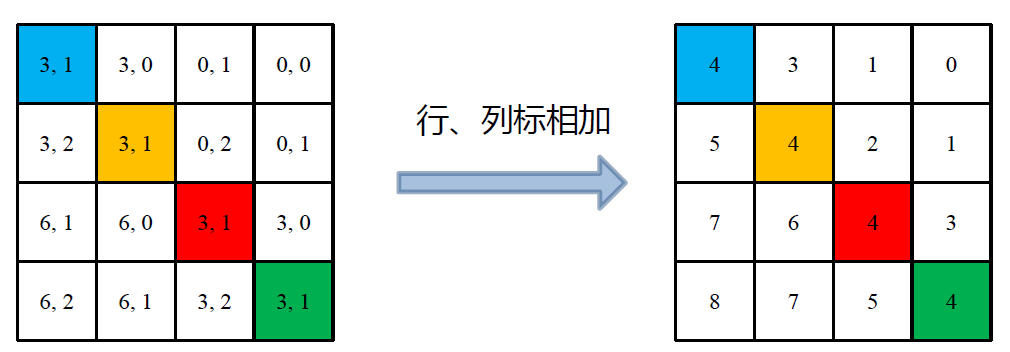 3, 1 3, 0 0, 1 0, 0
3, 2 3, 1 0, 2 0, 1
6, 1 6, 0 3, 1 3, 0
6, 2 6, 1 3, 2 3, 1
行、列标相加
4 3 1 0
5 4 2 1
7 6 4 3
8 7 5 4